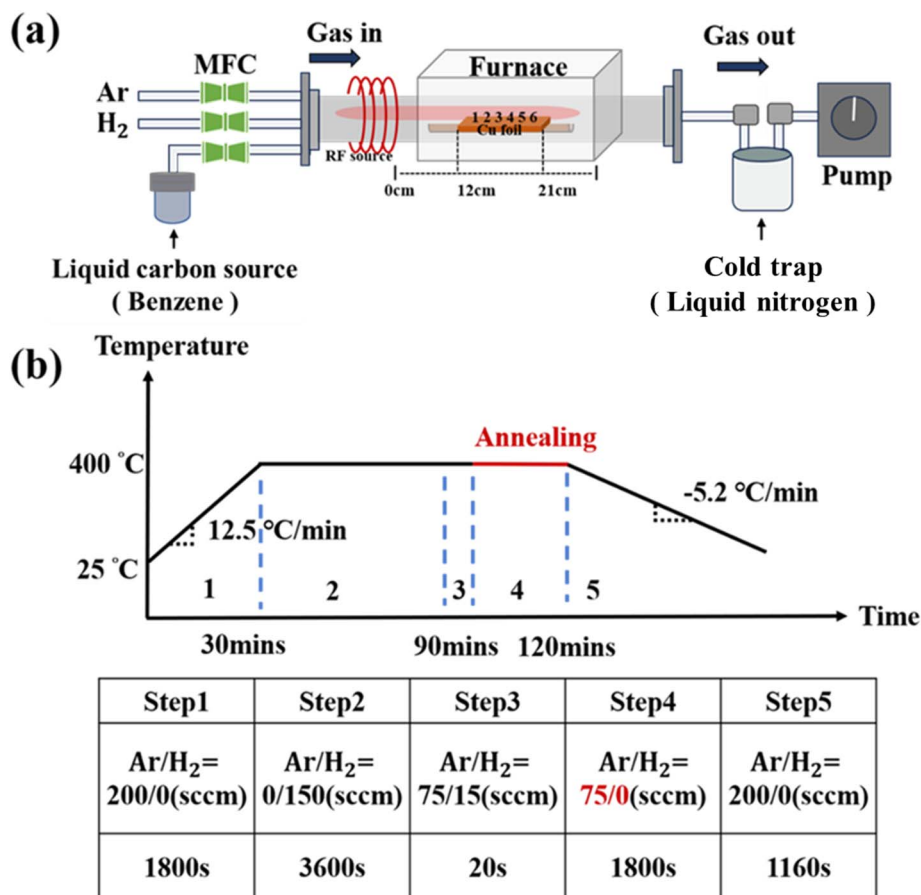 (a)
Gas in
Gas out
MFC
Furnace
Ar
H₂
1 2 3 4 5 6
Cu foil
RF source
0cm
12cm
21cm
Pump
Liquid carbon source
( Benzene )
Cold trap
( Liquid nitrogen )
(b)
Temperature
Annealing
400 °C
-5.2 °C/min
12.5 °C/min
25 °C
1
2
3
4
5
Time
30mins
90mins
120mins
Step1 Step2 Step3 Step4 Step5
Ar/H₂= Ar/H₂= Ar/H₂= Ar/H₂= Ar/H₂=
200/0(sccm) 0/150(sccm) 75/15(sccm) 75/0(sccm) 200/0(sccm)
1800s 3600s 20s 1800s 1160s